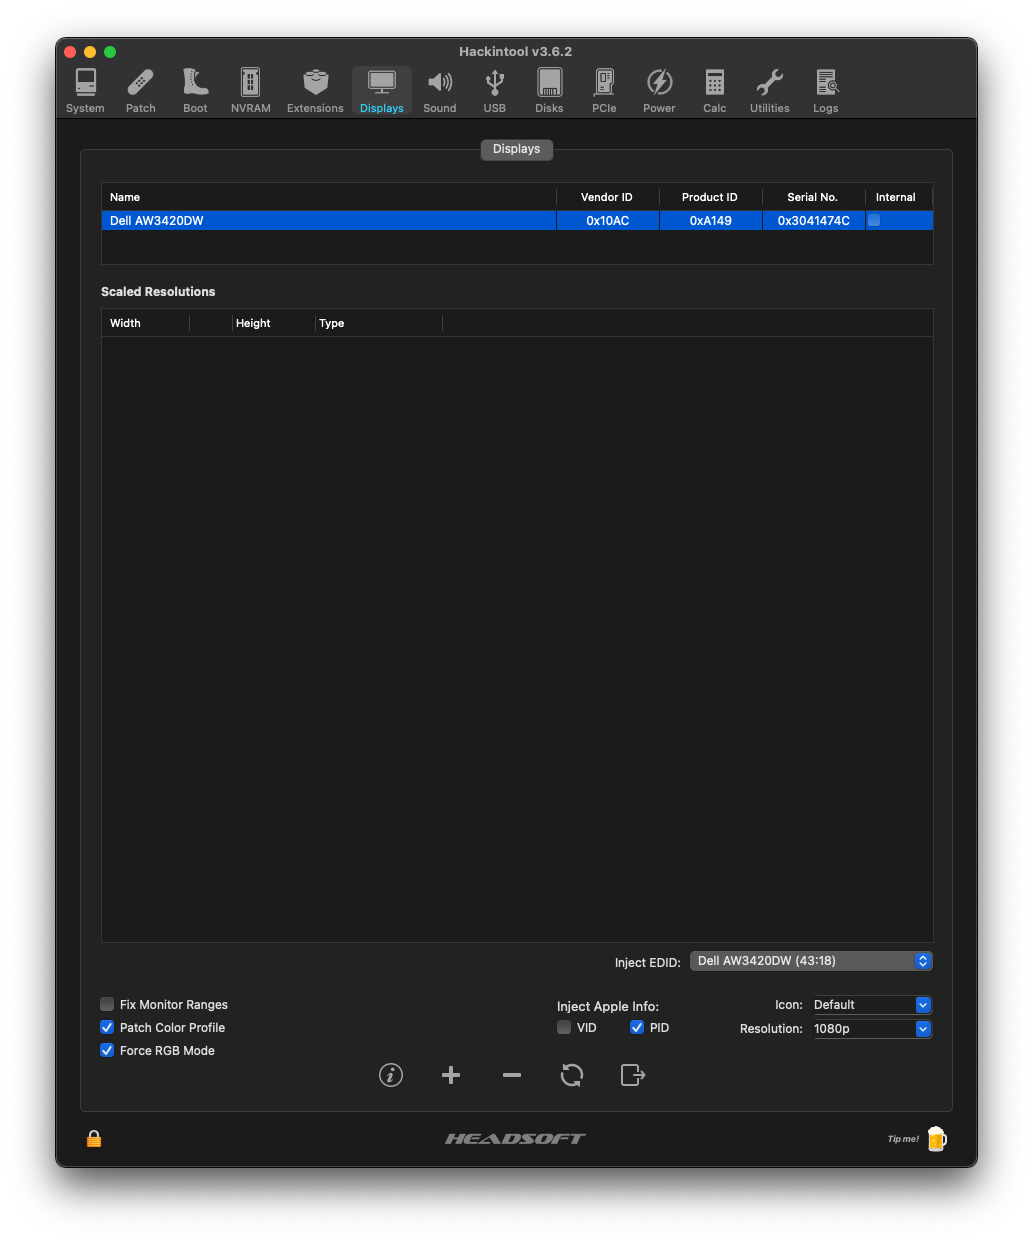 Hackintool v3.6.2
System Patch Boot NVRAM Extensions Displays Sound USB Disks PCIe Power Calc Utilities Logs
Displays
Name Vendor ID Product ID Serial No. Internal
Dell AW3420DW 0x10AC 0xA149 0x3041474C
Scaled Resolutions
Width Height Type
Inject EDID: Dell AW3420DW (43:18)
Fix Monitor Ranges Inject Apple Info: Icon: Default
Patch Color Profile VID PID Resolution: 1080p
Force RGB Mode
HEADSOFT Tip me!